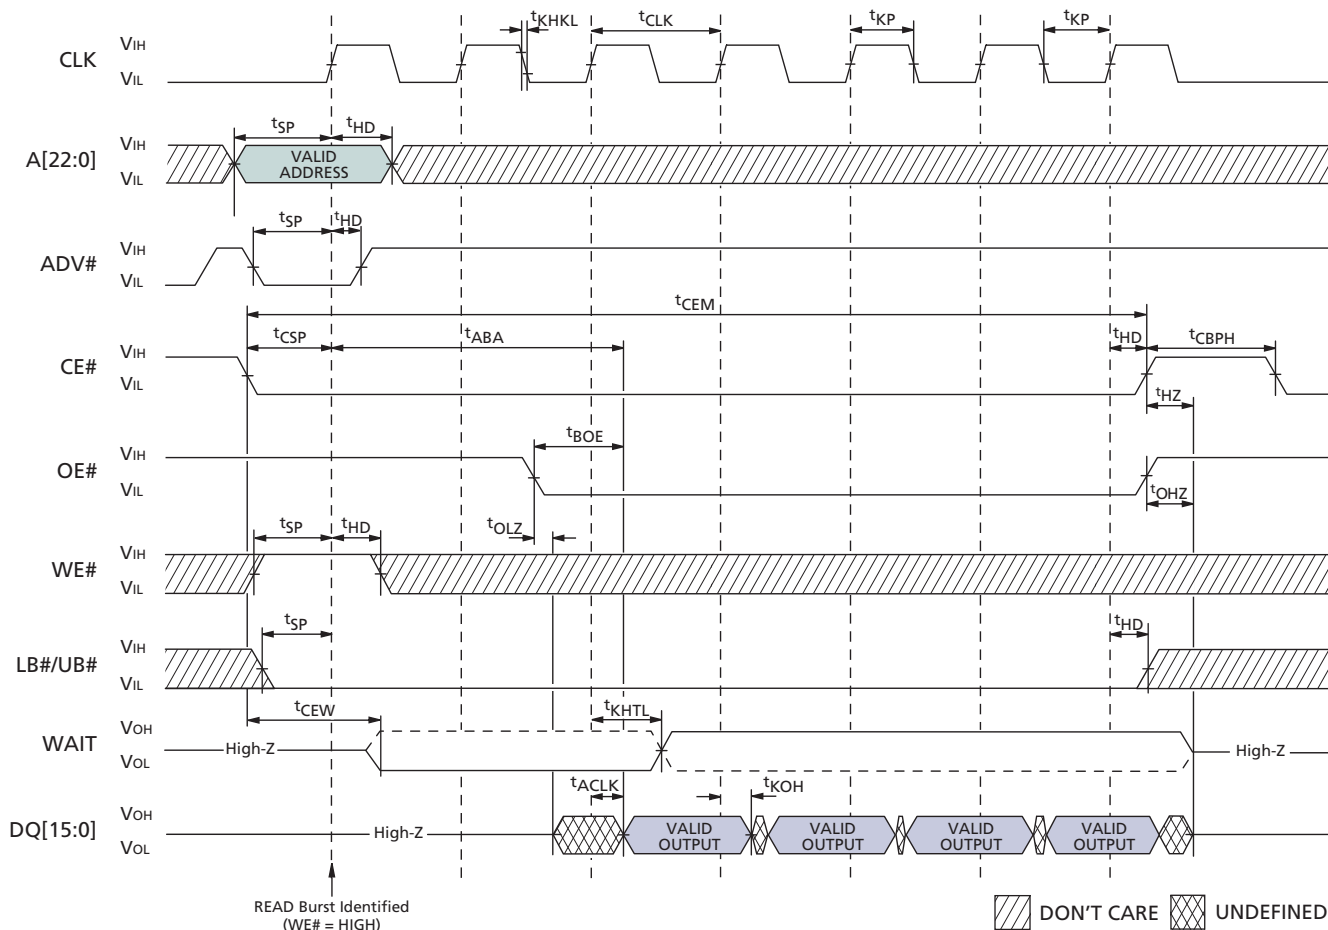 tKHKL tCLK tKP tKP
CLK VIH
VIL
tSP tHD
A[22:0] VIH
VIL
VALID
ADDRESS
tSP tHD
ADV# VIH
VIL
tCEM
tCSP tABA tHD tCBPH
CE# VIH
VIL
tHZ
tBOE
OE# VIH
VIL
tOHZ
tSP tHD tOLZ
WE# VIH
VIL
tSP tHD
LB#/UB# VIH
VIL
tCEW tKHTL
WAIT VOH
VOL
High-Z High-Z
tACLK tKOH
DQ[15:0] VOH
VOL
High-Z
VALID
OUTPUT
VALID
OUTPUT
VALID
OUTPUT
VALID
OUTPUT
READ Burst Identified
(WE# = HIGH)
DON'T CARE UNDEFINED